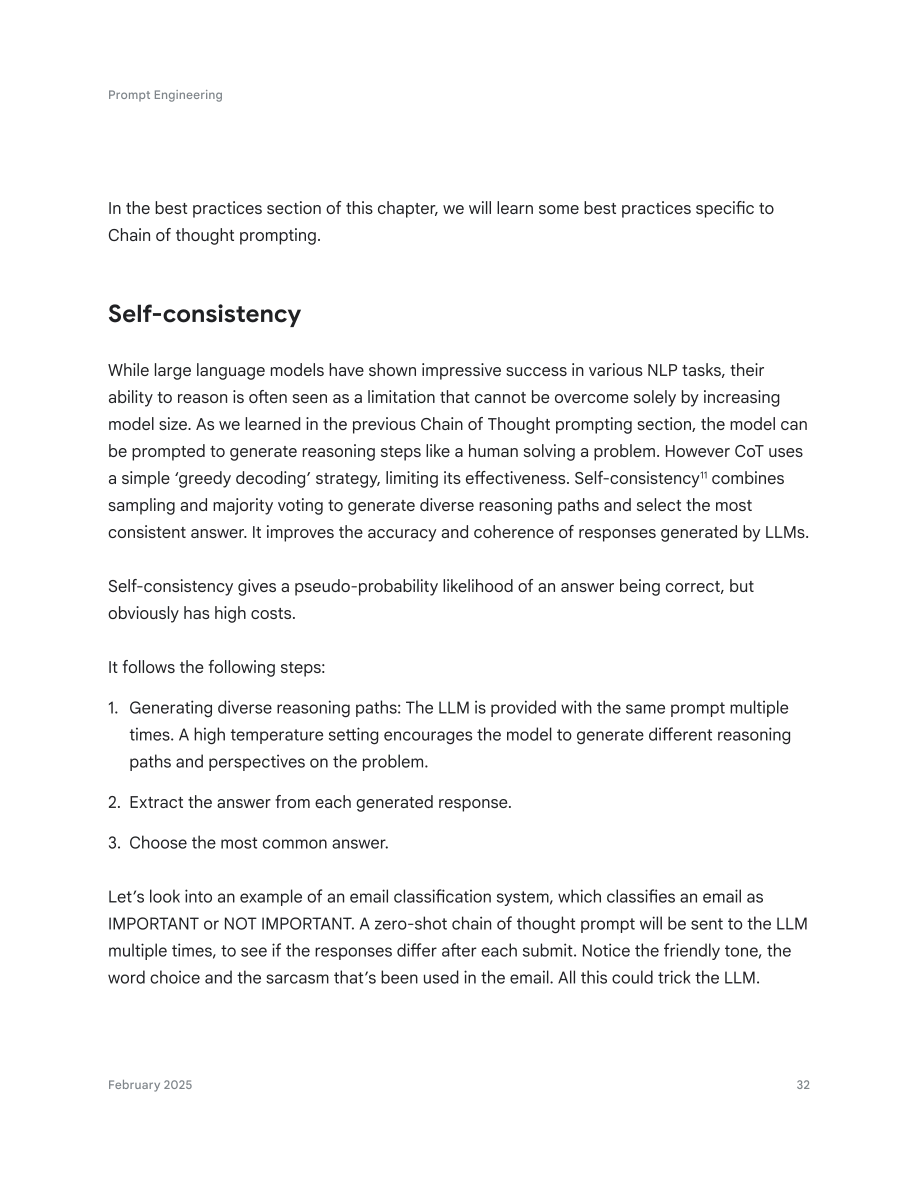 Prompt Engineering
In the best practices section of this chapter, we will learn some best practices specific to
Chain of thought prompting.
Self-consistency
While large language models have shown impressive success in various NLP tasks, their
ability to reason is often seen as a limitation that cannot be overcome solely by increasing
model size. As we learned in the previous Chain of Thought prompting section, the model can
be prompted to generate reasoning steps like a human solving a problem. However CoT uses
a simple ‘greedy decoding’ strategy, limiting its effectiveness. Self-consistency¹¹ combines
sampling and majority voting to generate diverse reasoning paths and select the most
consistent answer. It improves the accuracy and coherence of responses generated by LLMs.
Self-consistency gives a pseudo-probability likelihood of an answer being correct, but
obviously has high costs.
It follows the following steps:
1. Generating diverse reasoning paths: The LLM is provided with the same prompt multiple
times. A high temperature setting encourages the model to generate different reasoning
paths and perspectives on the problem.
2. Extract the answer from each generated response.
3. Choose the most common answer.
Let’s look into an example of an email classification system, which classifies an email as
IMPORTANT or NOT IMPORTANT. A zero-shot chain of thought prompt will be sent to the LLM
multiple times, to see if the responses differ after each submit. Notice the friendly tone, the
word choice and the sarcasm that’s been used in the email. All this could trick the LLM.
February 2025 32